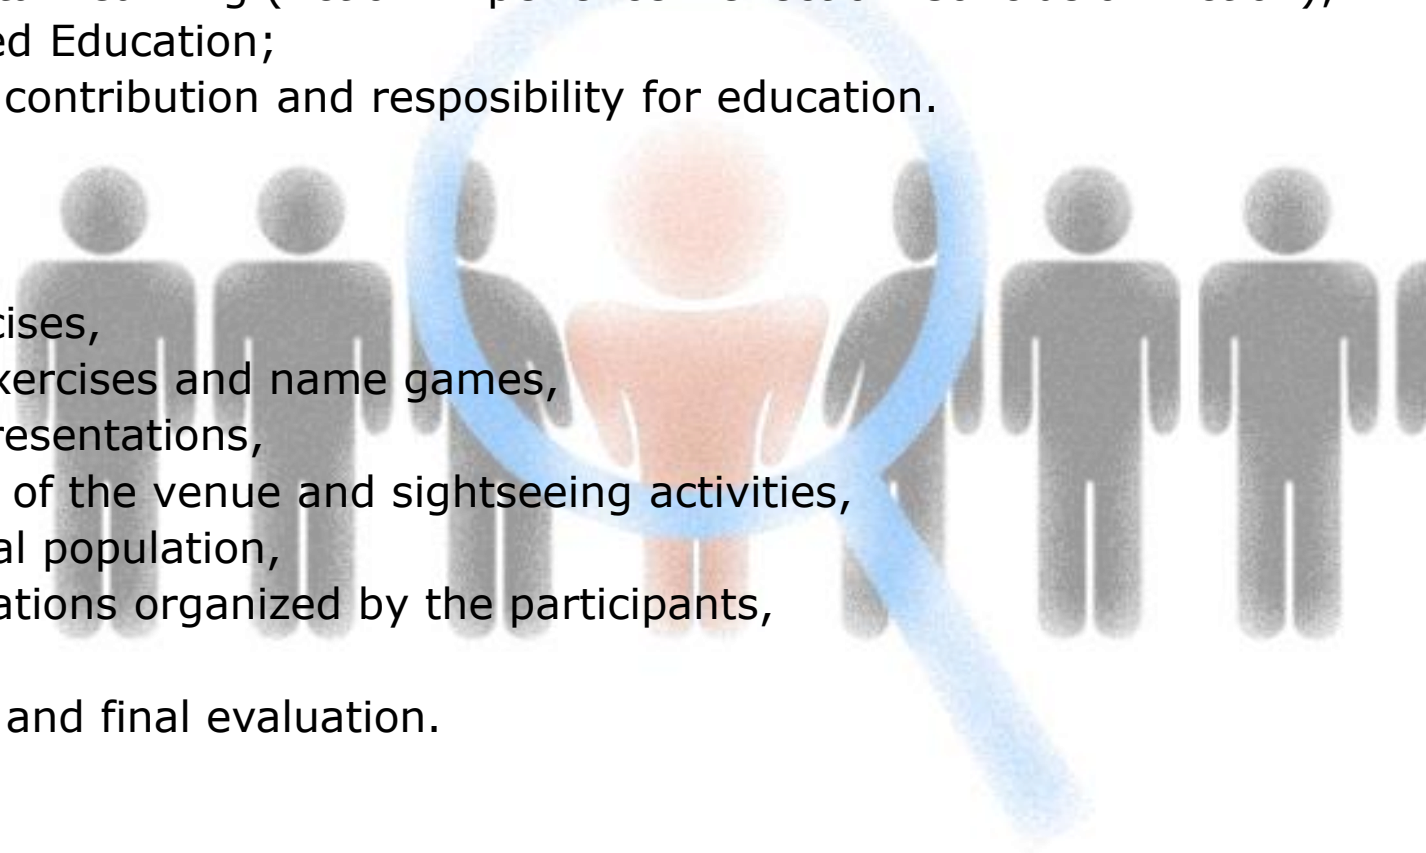 ed Education;
contribution and resposibility for education.
cises,
xercises and name games,
resentations,
of the venue and sightseeing activities,
al population,
ations organized by the participants,
and final evaluation.